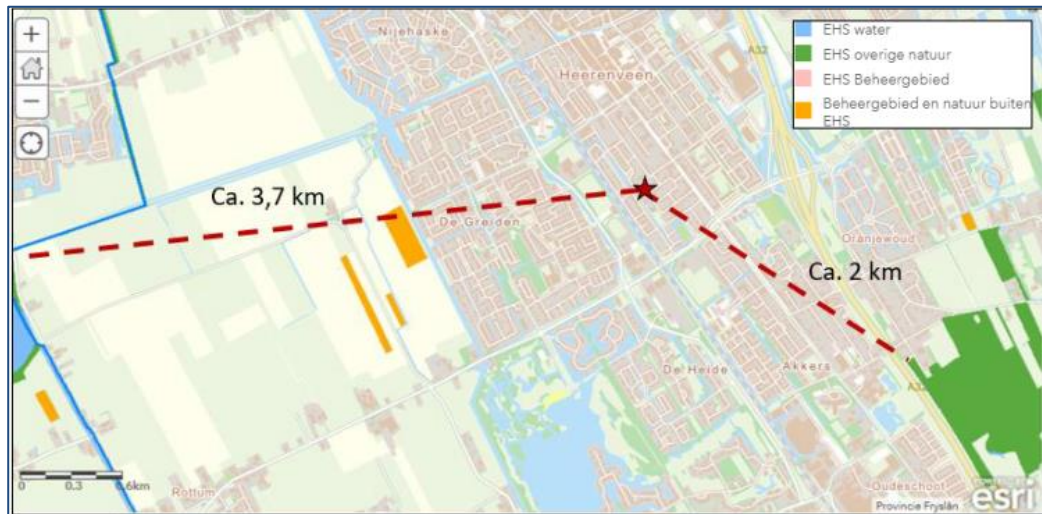 +
−
Nijehaske
Heerenveen
A32
EHS water
EHS overige natuur
EHS Beheergebied
Beheergebied en natuur buiten
EHS
Ca. 3,7 km
De Greiden
Oranjewoud
Ca. 2 km
De Heide
Akkers
A32
0 0.3 0.6km
Rottum
Oudeschoot
Provincie Fryslân
esri